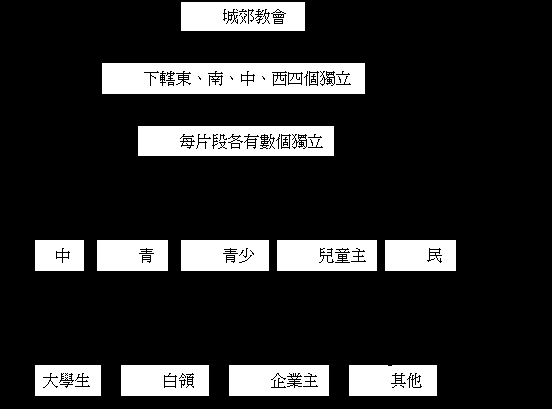 城郊教會
下轄東、南、中、西四個獨立
每片段各有數個獨立
中 青 青少 兒童主 民
大學生 白領 企業主 其他